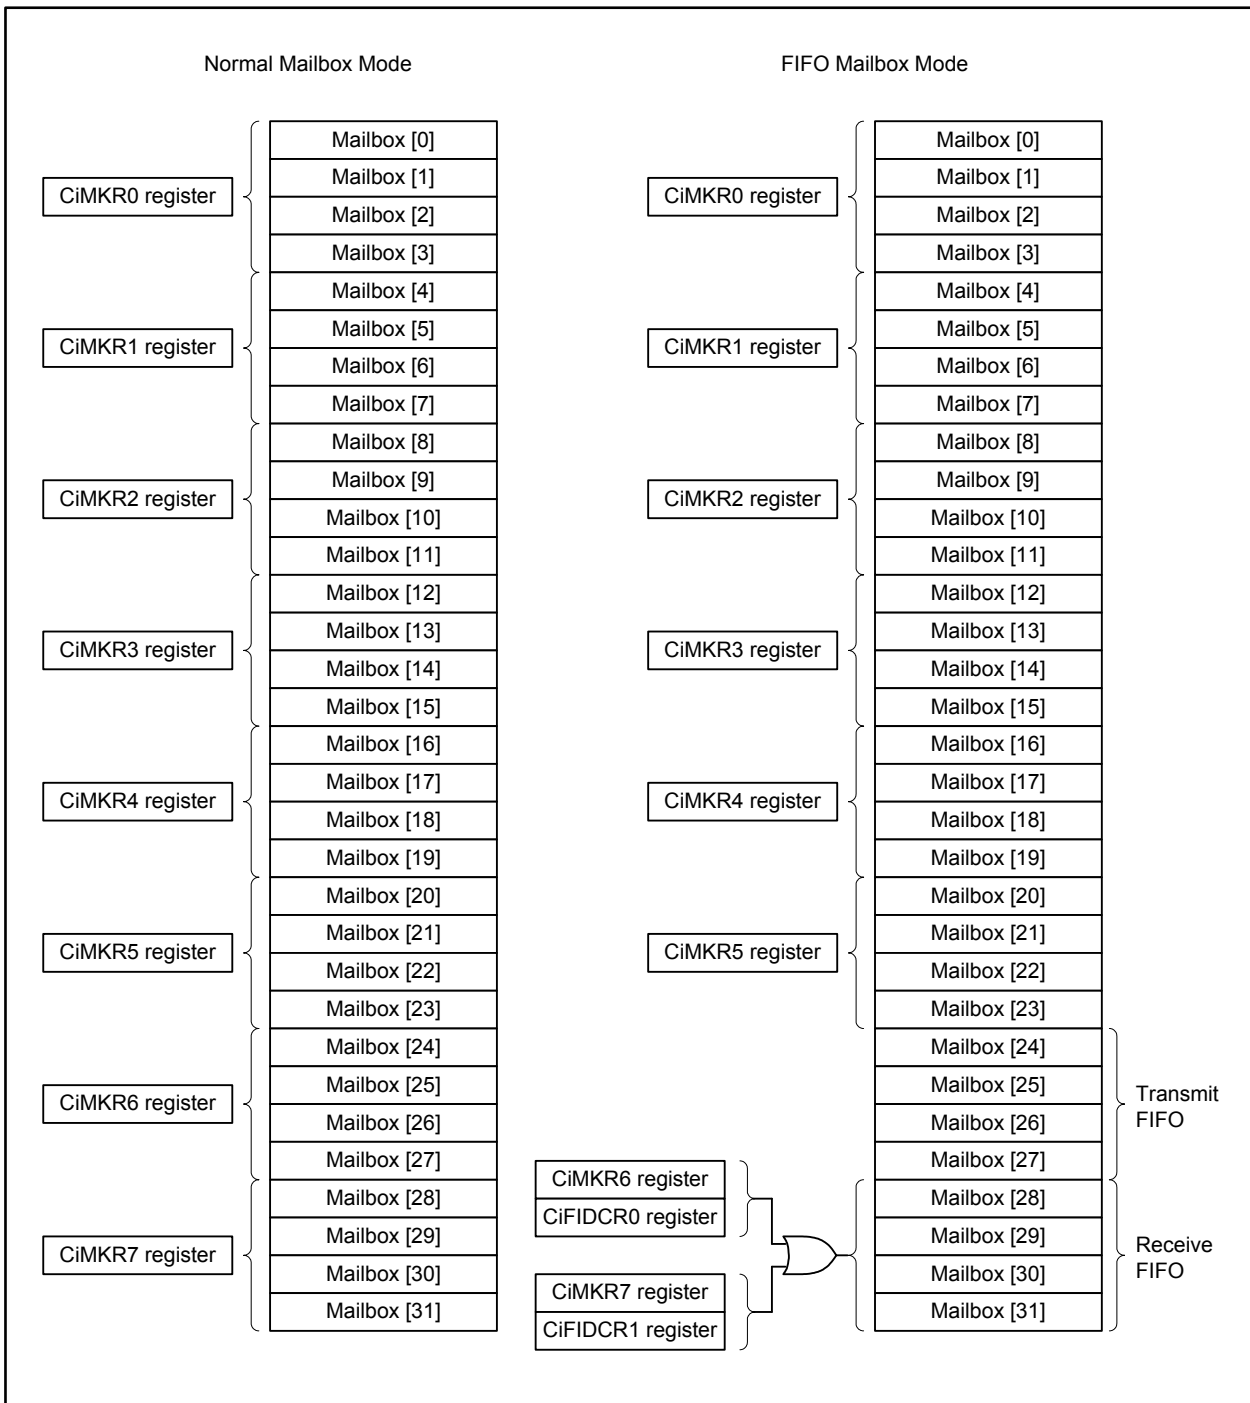 Normal Mailbox Mode
CiMKR0 register
Mailbox [0]
Mailbox [1]
Mailbox [2]
Mailbox [3]
CiMKR1 register
Mailbox [4]
Mailbox [5]
Mailbox [6]
Mailbox [7]
CiMKR2 register
Mailbox [8]
Mailbox [9]
Mailbox [10]
Mailbox [11]
CiMKR3 register
Mailbox [12]
Mailbox [13]
Mailbox [14]
Mailbox [15]
CiMKR4 register
Mailbox [16]
Mailbox [17]
Mailbox [18]
Mailbox [19]
CiMKR5 register
Mailbox [20]
Mailbox [21]
Mailbox [22]
Mailbox [23]
CiMKR6 register
Mailbox [24]
Mailbox [25]
Mailbox [26]
Mailbox [27]
CiMKR7 register
Mailbox [28]
Mailbox [29]
Mailbox [30]
Mailbox [31]
FIFO Mailbox Mode
CiMKR0 register
Mailbox [0]
Mailbox [1]
Mailbox [2]
Mailbox [3]
CiMKR1 register
Mailbox [4]
Mailbox [5]
Mailbox [6]
Mailbox [7]
CiMKR2 register
Mailbox [8]
Mailbox [9]
Mailbox [10]
Mailbox [11]
CiMKR3 register
Mailbox [12]
Mailbox [13]
Mailbox [14]
Mailbox [15]
CiMKR4 register
Mailbox [16]
Mailbox [17]
Mailbox [18]
Mailbox [19]
CiMKR5 register
Mailbox [20]
Mailbox [21]
Mailbox [22]
Mailbox [23]
Mailbox [24]
Mailbox [25]
Mailbox [26]
Mailbox [27]
Transmit
FIFO
CiMKR6 register
CiFIDCR0 register
CiMKR7 register
CiFIDCR1 register
Mailbox [28]
Mailbox [29]
Mailbox [30]
Mailbox [31]
Receive
FIFO